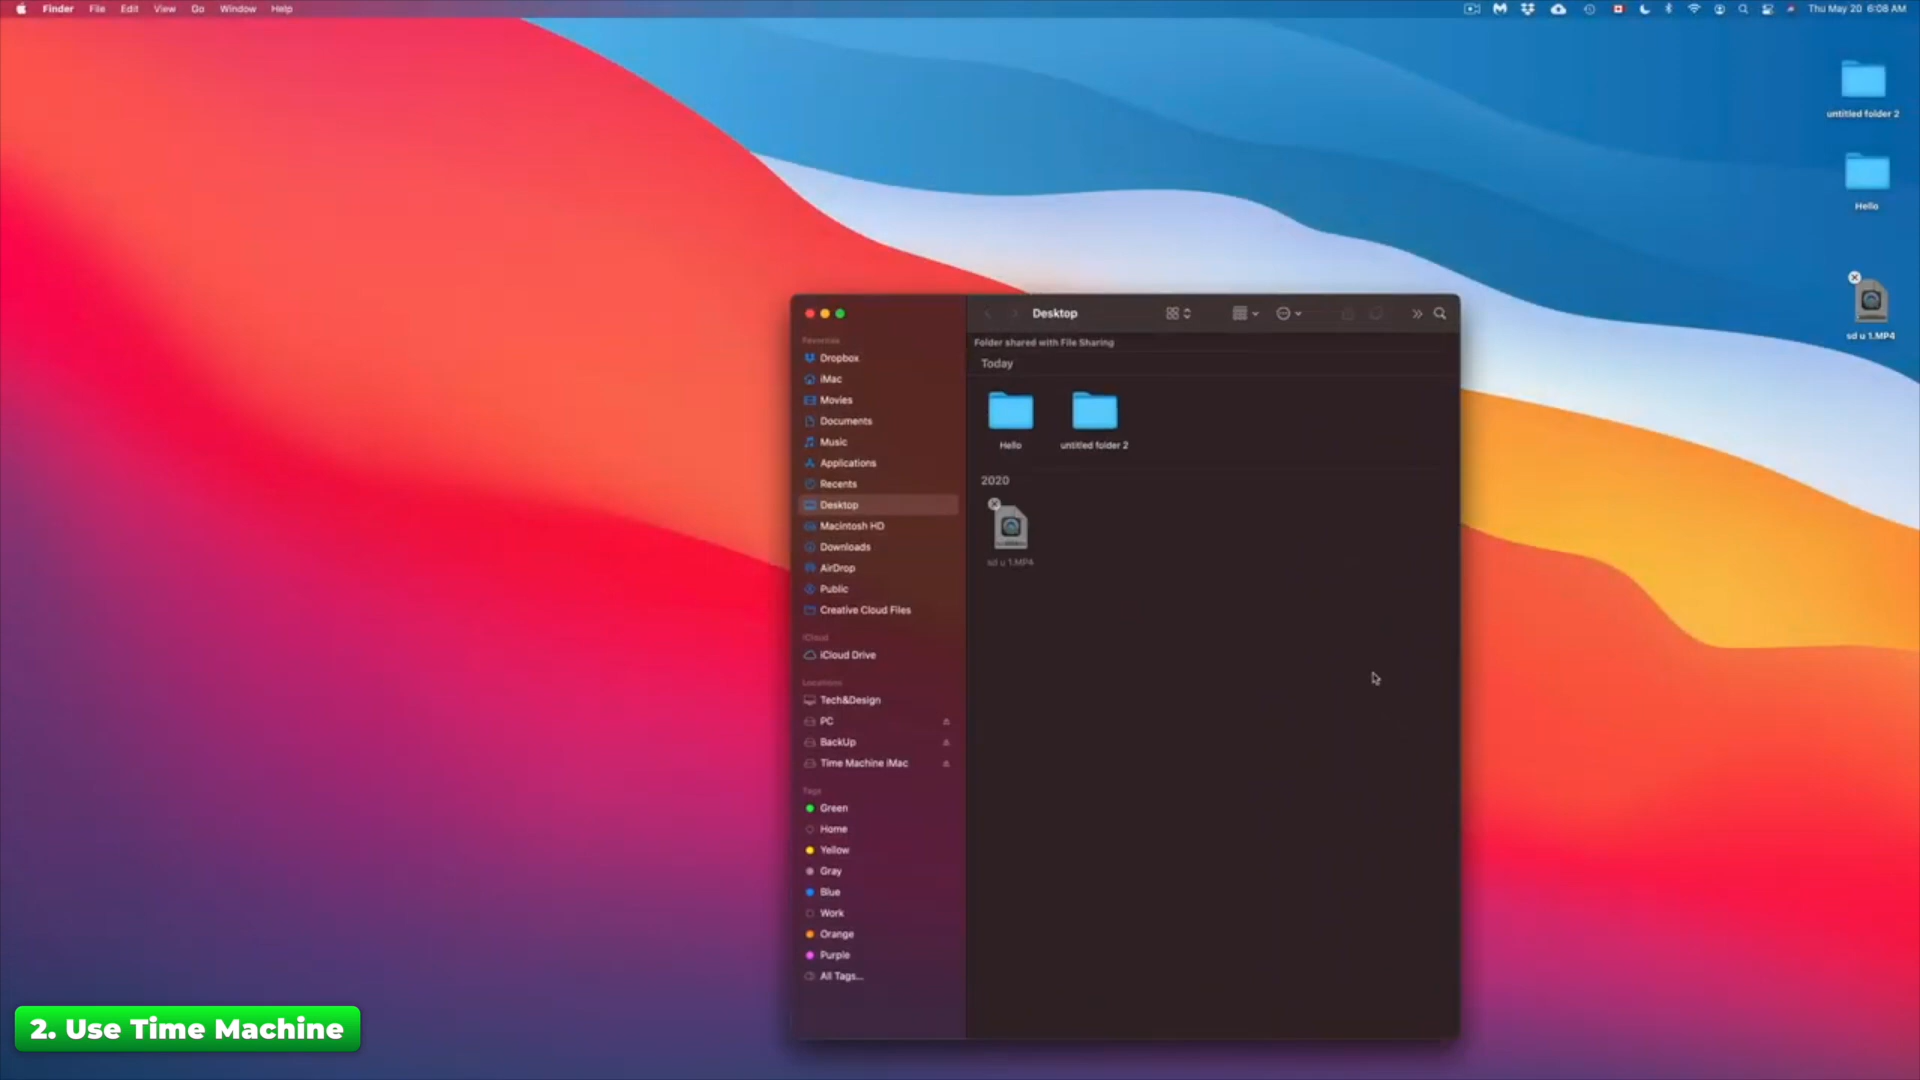 Finder File Edit View Go Window Help
Thu May 20 6:08 AM
untitled folder 2
Hello
sd u 1.MP4
Desktop
Folder shared with File Sharing
Today
Hello
untitled folder 2
2020
sd u 1.MP4
Favorites
Dropbox
iMac
Movies
Documents
Music
Applications
Recents
Desktop
Macintosh HD
Downloads
AirDrop
Public
Creative Cloud Files
iCloud
iCloud Drive
Locations
Tech&Design
PC
BackUp
Time Machine iMac
Tags
Green
Home
Yellow
Gray
Blue
Work
Orange
Purple
All Tags...
2. Use Time Machine